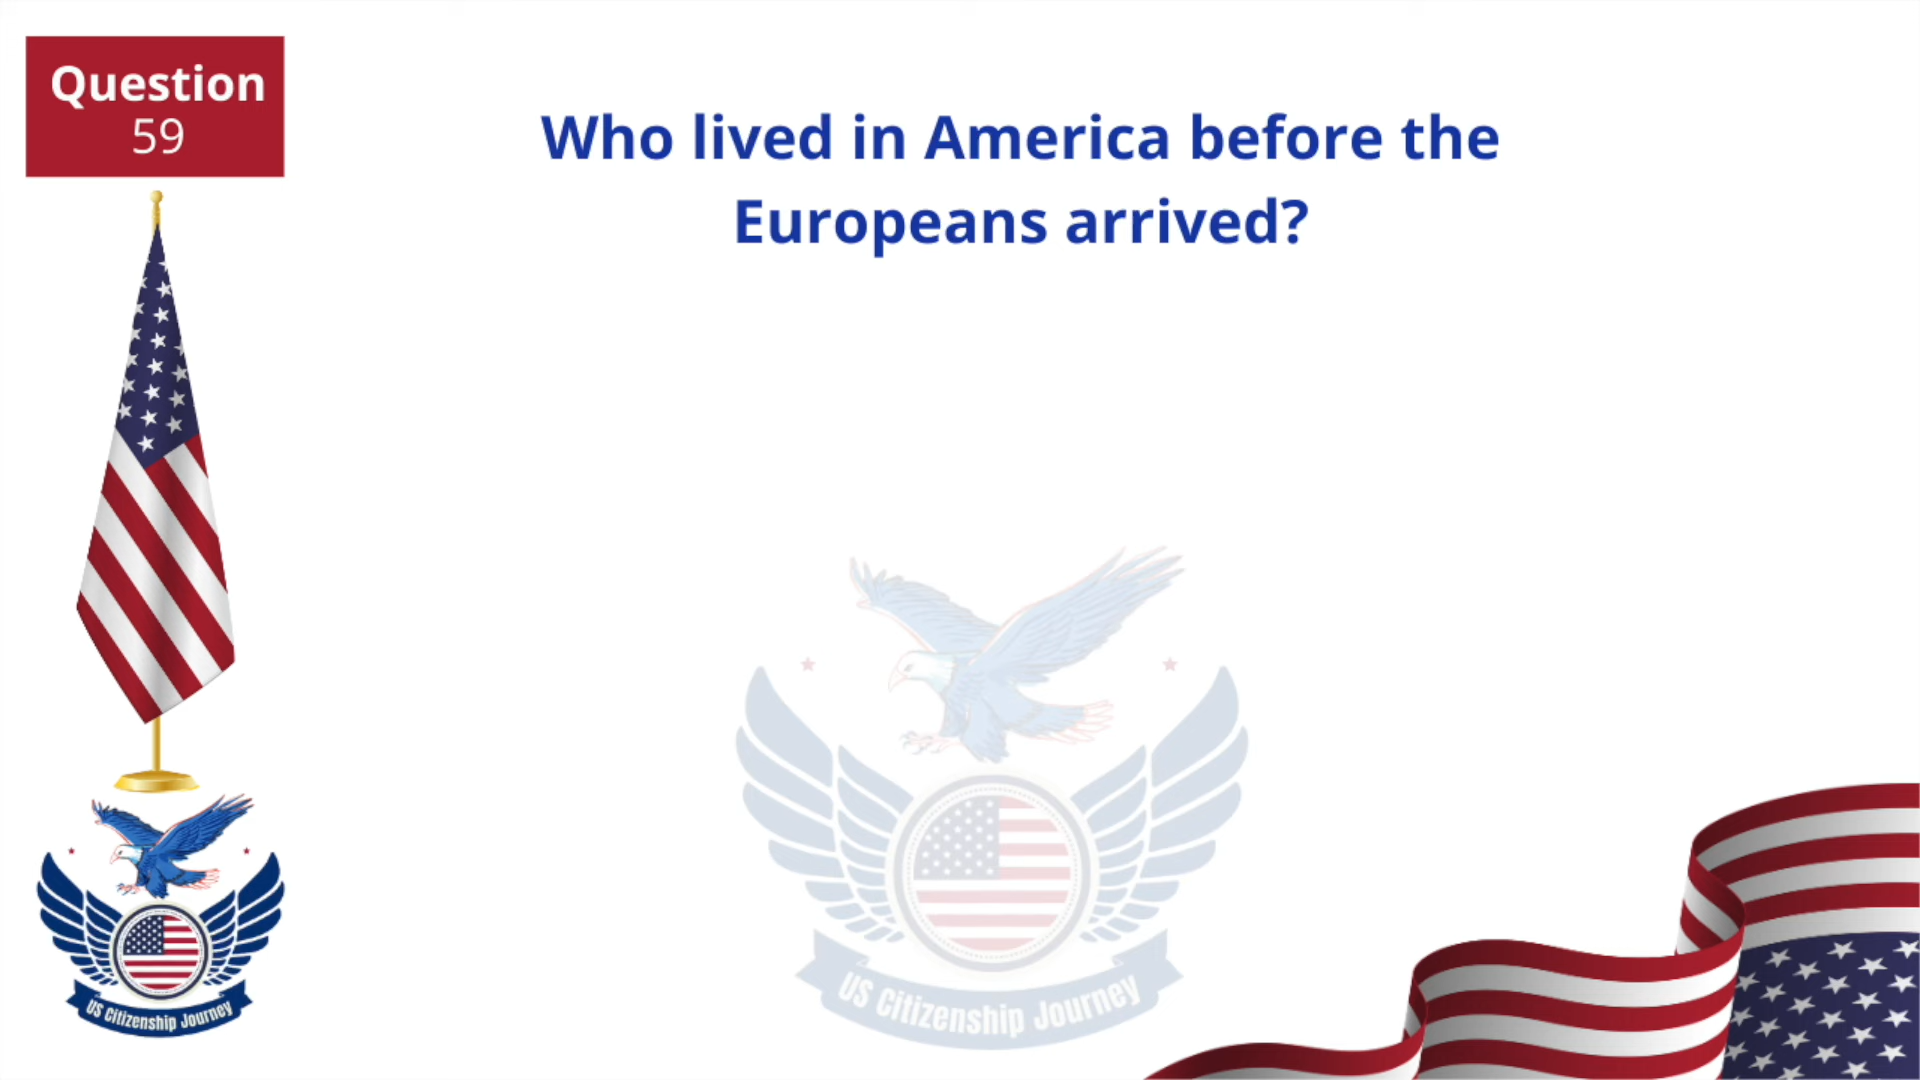 Question
59
Who lived in America before the
Europeans arrived?
US Citizenship Journey
US Citizenship Journey